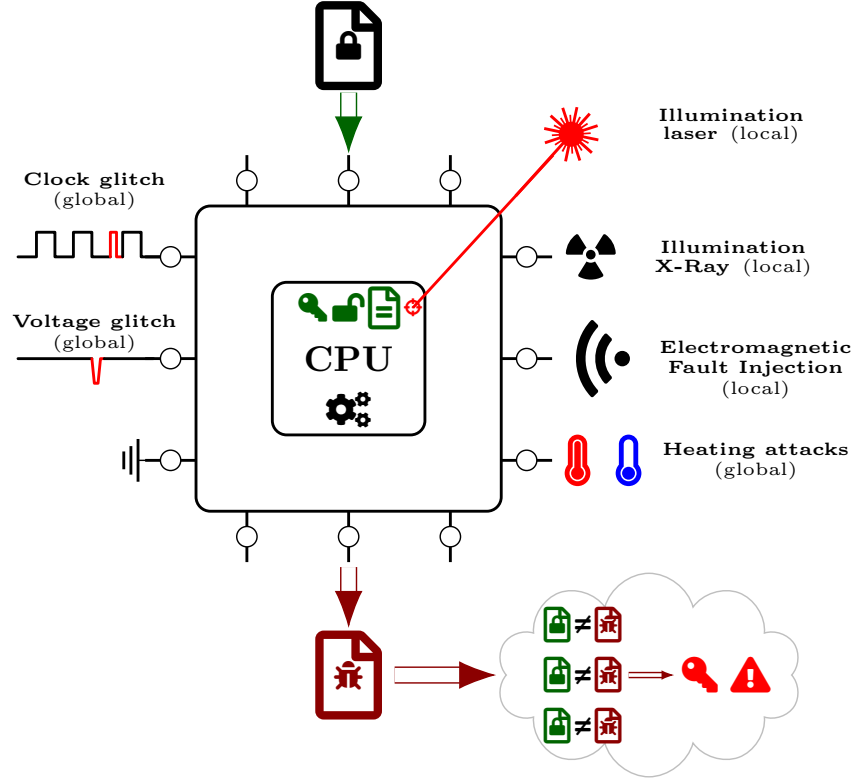 Illumination
laser (local)
Clock glitch
(global)
Illumination
X-Ray (local)
Voltage glitch
(global)
CPU
Electromagnetic
Fault Injection
(local)
Heating attacks
(global)
≠
≠
≠